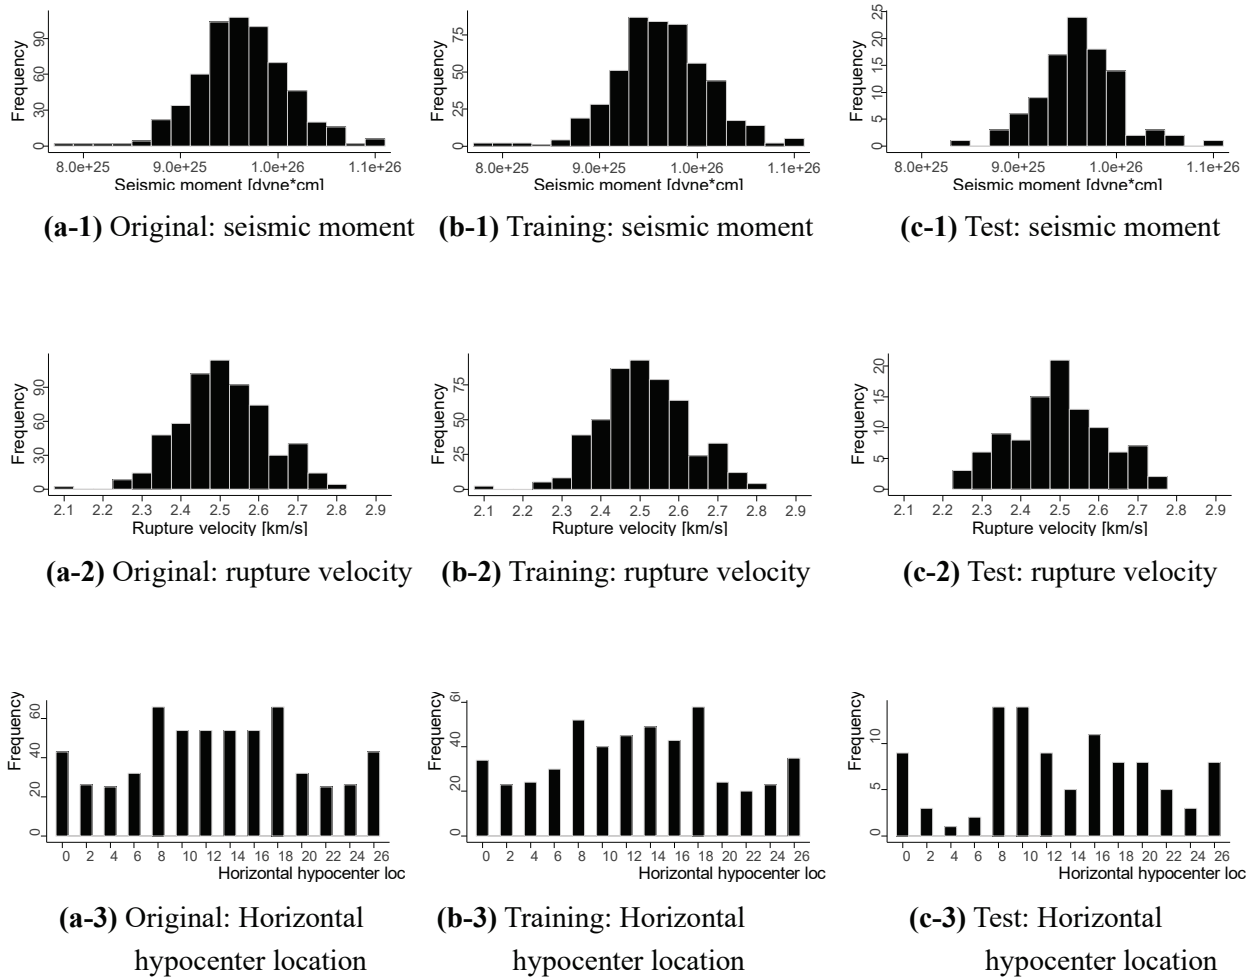 Frequency
90
60
30
0
8.0e+25 9.0e+25 1.0e+26 1.1e+26
Seismic moment [dyne*cm]
Frequency
75
50
25
0
8.0e+25 9.0e+25 1.0e+26 1.1e+26
Seismic moment [dyne*cm]
Frequency
25
20
15
10
5
0
8.0e+25 9.0e+25 1.0e+26 1.1e+26
Seismic moment [dyne*cm]
(a-1) Original: seismic moment
(b-1) Training: seismic moment
(c-1) Test: seismic moment
Frequency
90
60
30
0
2.1 2.2 2.3 2.4 2.5 2.6 2.7 2.8 2.9
Rupture velocity [km/s]
Frequency
75
50
25
0
2.1 2.2 2.3 2.4 2.5 2.6 2.7 2.8 2.9
Rupture velocity [km/s]
Frequency
20
15
10
5
0
2.1 2.2 2.3 2.4 2.5 2.6 2.7 2.8 2.9
Rupture velocity [km/s]
(a-2) Original: rupture velocity
(b-2) Training: rupture velocity
(c-2) Test: rupture velocity
Frequency
60
40
20
0
0 2 4 6 8 10 12 14 16 18 20 22 24 26
Horizontal hypocenter loc
Frequency
40
20
0
0 2 4 6 8 10 12 14 16 18 20 22 24 26
Horizontal hypocenter loc
Frequency
10
5
0
0 2 4 6 8 10 12 14 16 18 20 22 24 26
Horizontal hypocenter loc
(a-3) Original: Horizontal
hypocenter location
(b-3) Training: Horizontal
hypocenter location
(c-3) Test: Horizontal
hypocenter location